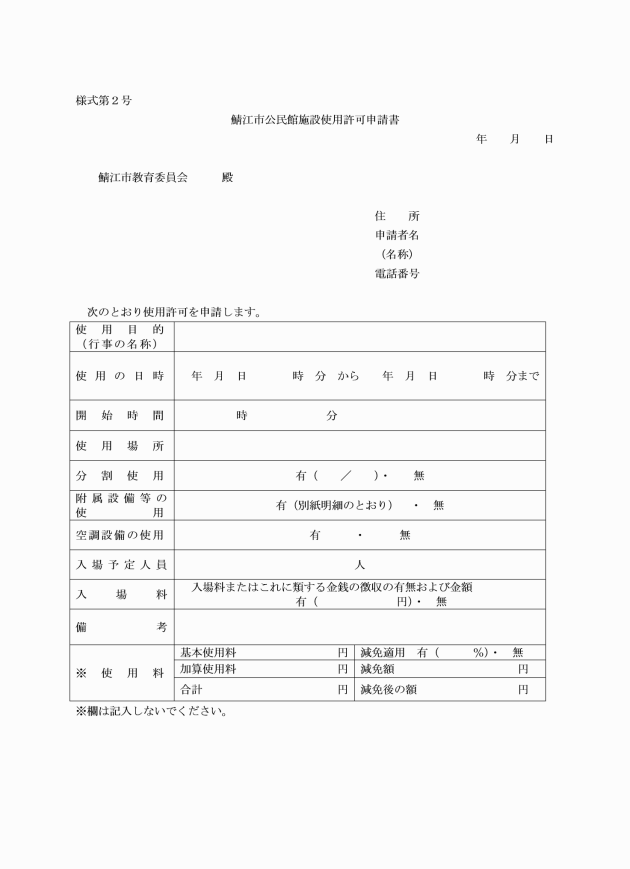 様式第２号
鯖江市公民館施設使用許可申請書
年　　月　　日
鯖江市教育委員会　　　殿
住　　所
申請者名
（名称）
電話番号
次のとおり使用許可を申請します。
使用目的
（行事の名称）
使用の日時　年　月　日　　　　時　分　から　　年　月　日　　　　時　分まで
開始時間　時　　　　　　　分
使用場所
分割使用　有（　　／　　）・　　無
附属設備等の
使用　有（別紙明細のとおり）　・　無
空調設備の使用　有　　　・　　　無
入場予定人員　人
入場料　入場料またはこれに類する金銭の徴収の有無および金額
有（　　　　　　　円）・　無
備考
※使用料　基本使用料　円　減免適用　有（　　　％）・　無
加算使用料　円　減免額　円
合計　円　減免後の額　円
※欄は記入しないでください。